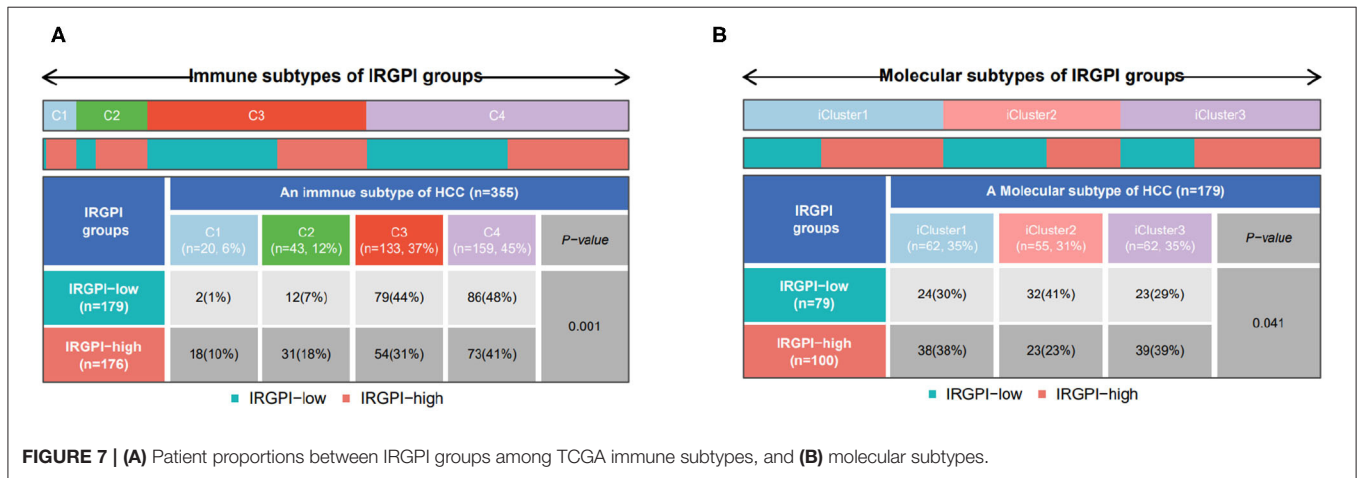 A
Immune subtypes of IRGPI groups
C1 C2 C3 C4
IRGPI groups
An immnue subtype of HCC (n=355)
C1 (n=20, 6%)
C2 (n=43, 12%)
C3 (n=133, 37%)
C4 (n=159, 45%)
P-value
IRGPI-low (n=179)
2(1%) 12(7%) 79(44%) 86(48%)
0.001
IRGPI-high (n=176)
18(10%) 31(18%) 54(31%) 73(41%)
IRGPI-low IRGPI-high
B
Molecular subtypes of IRGPI groups
iCluster1 iCluster2 iCluster3
IRGPI groups
A Molecular subtype of HCC (n=179)
iCluster1 (n=62, 35%)
iCluster2 (n=55, 31%)
iCluster3 (n=62, 35%)
P-value
IRGPI-low (n=79)
24(30%) 32(41%) 23(29%)
0.041
IRGPI-high (n=100)
38(38%) 23(23%) 39(39%)
IRGPI-low IRGPI-high
FIGURE 7 | (A) Patient proportions between IRGPI groups among TCGA immune subtypes, and (B) molecular subtypes.